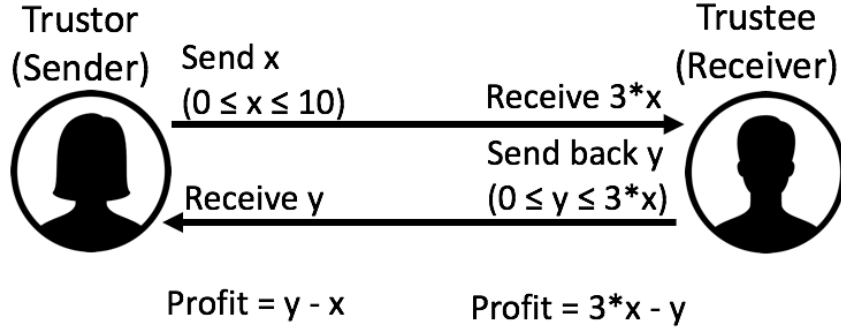 Trustor
(Sender)
Trustee
(Receiver)
Send x
(0 ≤ x ≤ 10)
Receive 3*x
Send back y
(0 ≤ y ≤ 3*x)
Receive y
Profit = y - x
Profit = 3*x - y